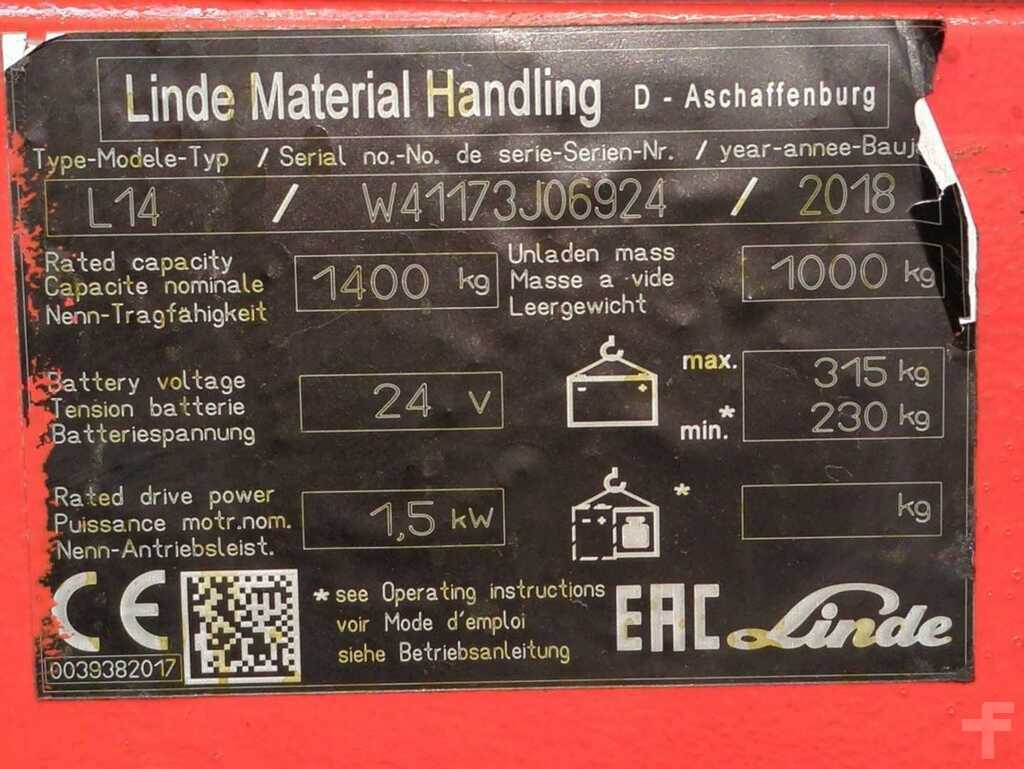 Linde Material Handling D - Aschaffenburg
Type-Modele-Typ / Serial no.-No. de serie-Serien-Nr. / year-annee-Bauj
L14 / W41173J06924 / 2018
Rated capacity
Capacite nominale
Nenn-Tragfähigkeit
1400 kg
Unladen mass
Masse a vide
Leergewicht
1000 kg
Battery voltage
Tension batterie
Batteriespannung
24 V
- +
max. 315 kg
min.* 230 kg
Rated drive power
Puissance motr.nom.
Nenn-Antriebsleist.
1,5 kW
- +
* kg
CE
0039382017
* see Operating instructions
voir Mode d'emploi
siehe Betriebsanleitung
EAC Linde